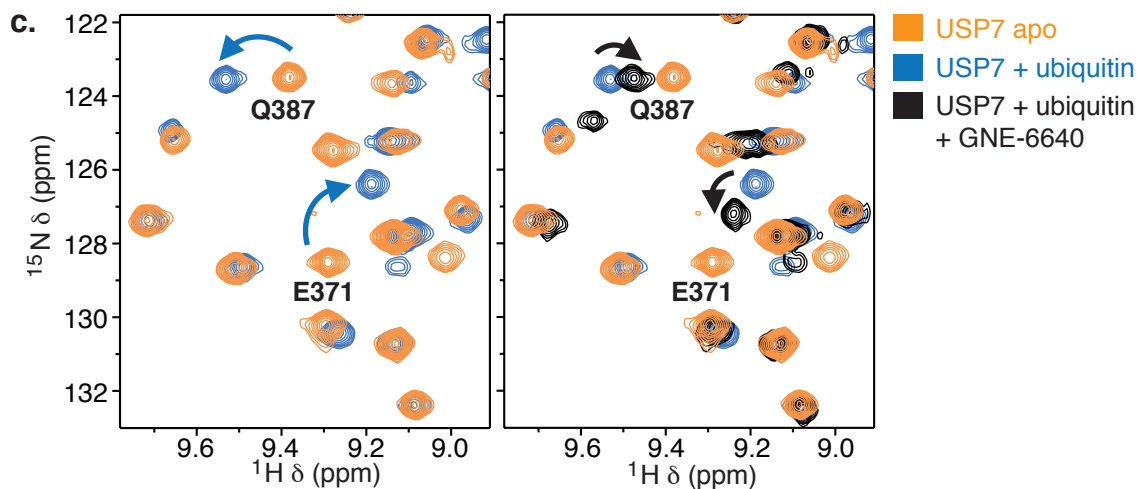 c.
USP7 apo
USP7 + ubiquitin
USP7 + ubiquitin
+ GNE-6640
122
124
126
128
130
132
¹⁵N δ (ppm)
Q387
E371
9.6
9.4
9.2
9.0
¹H δ (ppm)
Q387
E371
9.6
9.4
9.2
9.0
¹H δ (ppm)